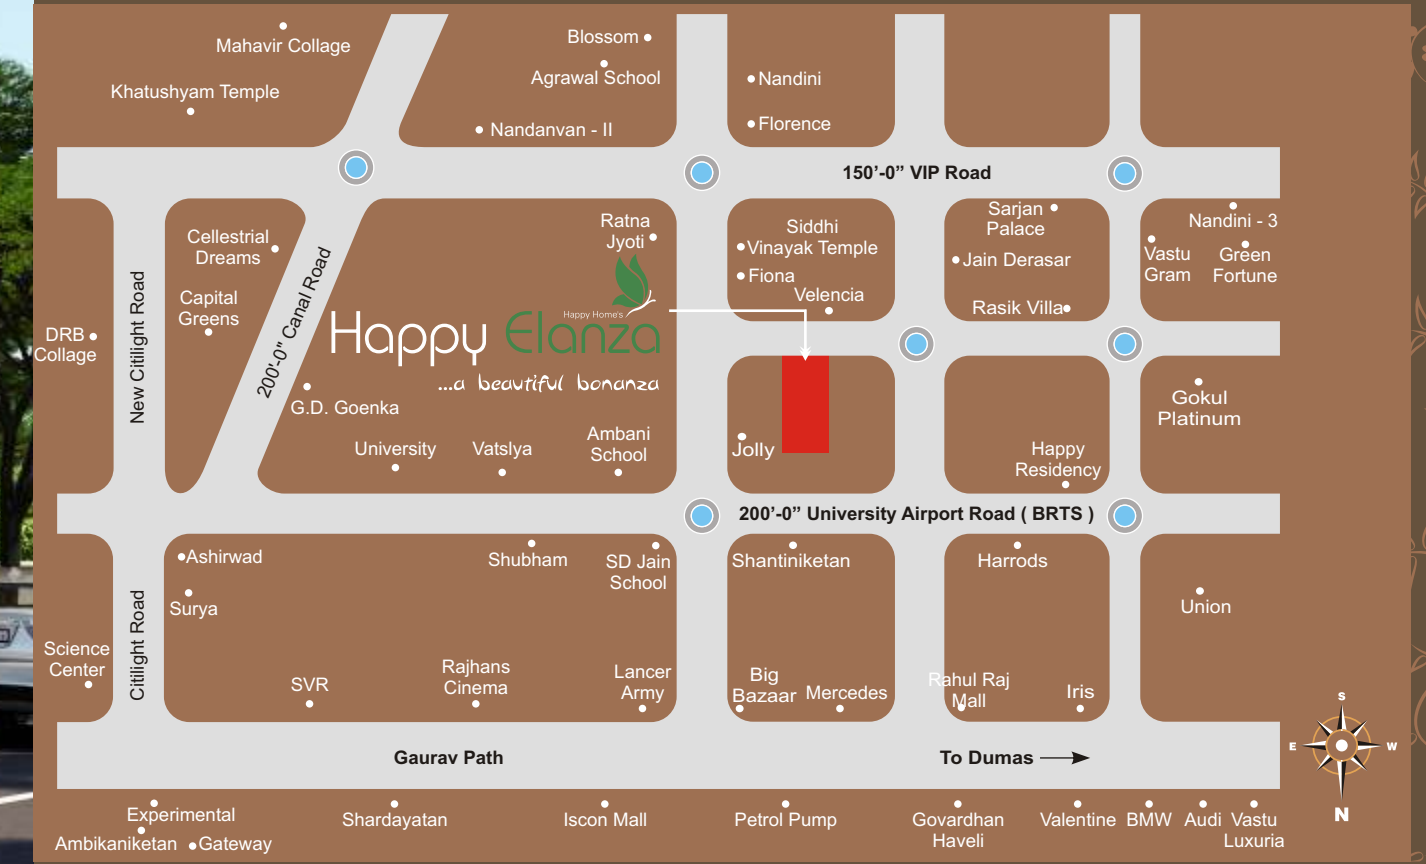 Mahavir Collage
Khatushyam Temple
Blossom
Agrawal School
Nandanvan - II
Nandini
Florence
150’-0” VIP Road
Cellestrial
Dreams
Capital
Greens
DRB
Collage
New Citilight Road
200'-0" Canal Road
Ratna
Jyoti
Happy Home's
Happy Elanza
...a beautiful bonanza
G.D. Goenka
University
Vatslya
Ambani
School
Siddhi
Vinayak Temple
Fiona
Velencia
Jolly
Sarjan
Palace
Jain Derasar
Rasik Villa
Nandini - 3
Vastu
Gram
Green
Fortune
Gokul
Platinum
Happy
Residency
200’-0” University Airport Road ( BRTS )
Ashirwad
Surya
Citilight Road
Science
Center
Shubham
SD Jain
School
Shantiniketan
Harrods
Union
SVR
Rajhans
Cinema
Lancer
Army
Big
Bazaar
Mercedes
Rahul Raj
Mall
Iris
Gaurav Path
To Dumas
S
E
W
N
Experimental
Ambikaniketan
Gateway
Shardayatan
Iscon Mall
Petrol Pump
Govardhan
Haveli
Valentine
BMW
Audi
Vastu
Luxuria